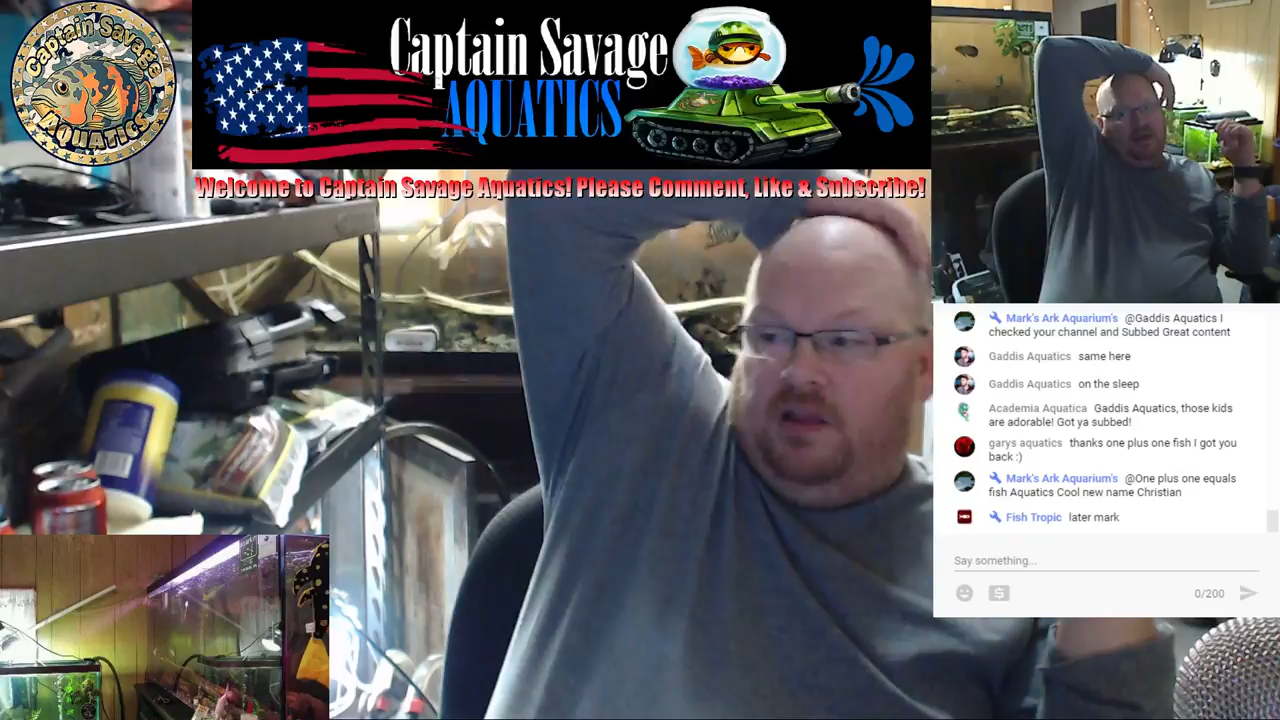 Captain Savage
AQUATICS
Captain Savage
AQUATICS
Welcome to Captain Savage Aquatics! Please Comment, Like & Subscribe!
Mark's Ark Aquarium's @Gaddis Aquatics I
checked your channel and Subbed Great content
Gaddis Aquatics same here
Gaddis Aquatics on the sleep
Academia Aquatica Gaddis Aquatics, those kids
are adorable! Got ya subbed!
garys aquatics thanks one plus one fish I got you
back :)
Mark's Ark Aquarium's @One plus one equals
fish Aquatics Cool new name Christian
Fish Tropic later mark
Say something...
0/200